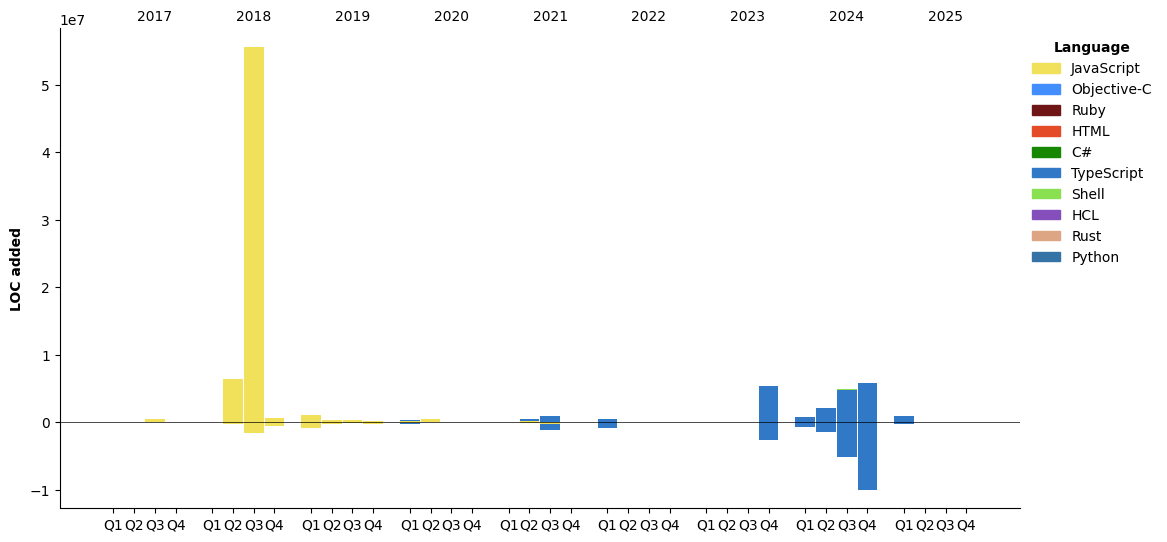 1e7
2017 2018 2019 2020 2021 2022 2023 2024 2025
LOC added
5
4
3
2
1
0
−1
Q1 Q2 Q3 Q4 Q1 Q2 Q3 Q4 Q1 Q2 Q3 Q4 Q1 Q2 Q3 Q4 Q1 Q2 Q3 Q4 Q1 Q2 Q3 Q4 Q1 Q2 Q3 Q4 Q1 Q2 Q3 Q4 Q1 Q2 Q3 Q4
Language
JavaScript
Objective-C
Ruby
HTML
C#
TypeScript
Shell
HCL
Rust
Python